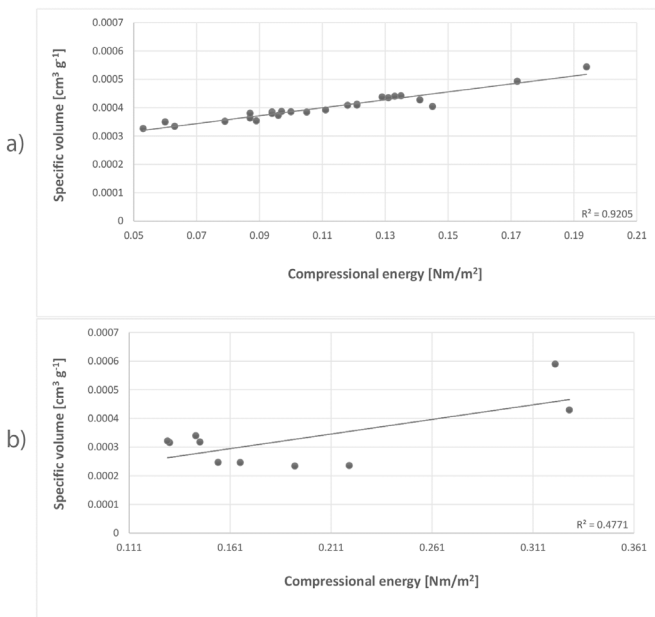 a)
Specific volume [cm³ g⁻¹]
0.0007
0.0006
0.0005
0.0004
0.0003
0.0002
0.0001
0
R² = 0.9205
0.05 0.07 0.09 0.11 0.13 0.15 0.17 0.19 0.21
Compressional energy [Nm/m²]
b)
Specific volume [cm³ g⁻¹]
0.0007
0.0006
0.0005
0.0004
0.0003
0.0002
0.0001
0
R² = 0.4771
0.111 0.161 0.211 0.261 0.311 0.361
Compressional energy [Nm/m²]